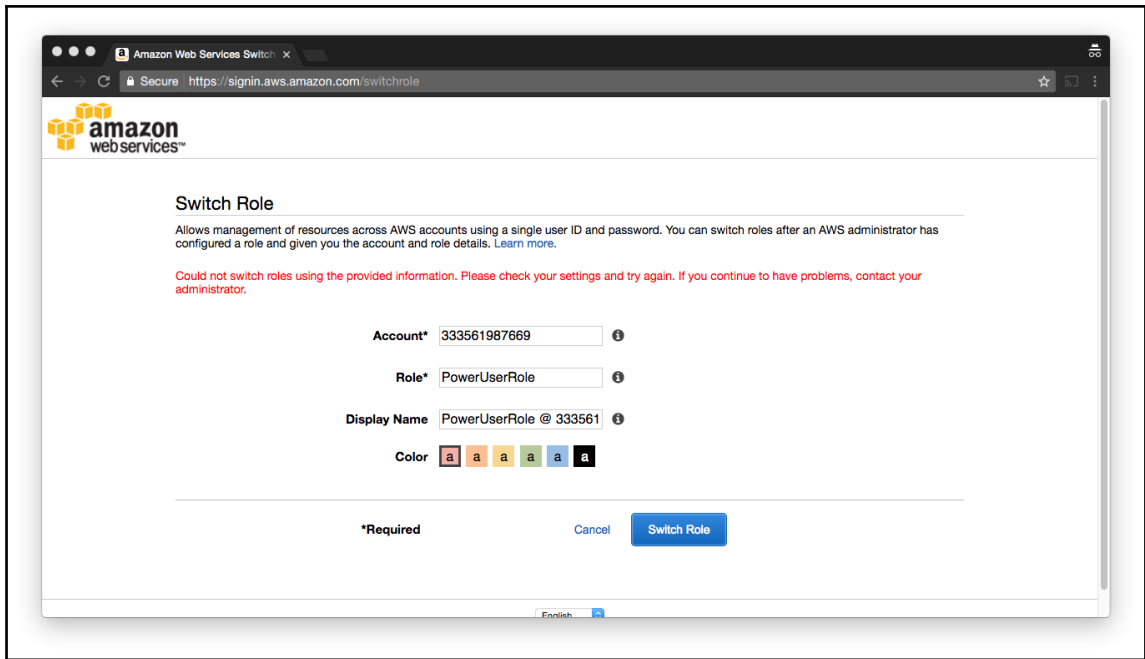 Amazon Web Services Switch
Secure https://signin.aws.amazon.com/switchrole
amazon
webservices™
Switch Role
Allows management of resources across AWS accounts using a single user ID and password. You can switch roles after an AWS administrator has
configured a role and given you the account and role details. Learn more.
Could not switch roles using the provided information. Please check your settings and try again. If you continue to have problems, contact your
administrator.
Account* 333561987669
Role* PowerUserRole
Display Name PowerUserRole @ 333561
Color a a a a a a
*Required Cancel Switch Role
English